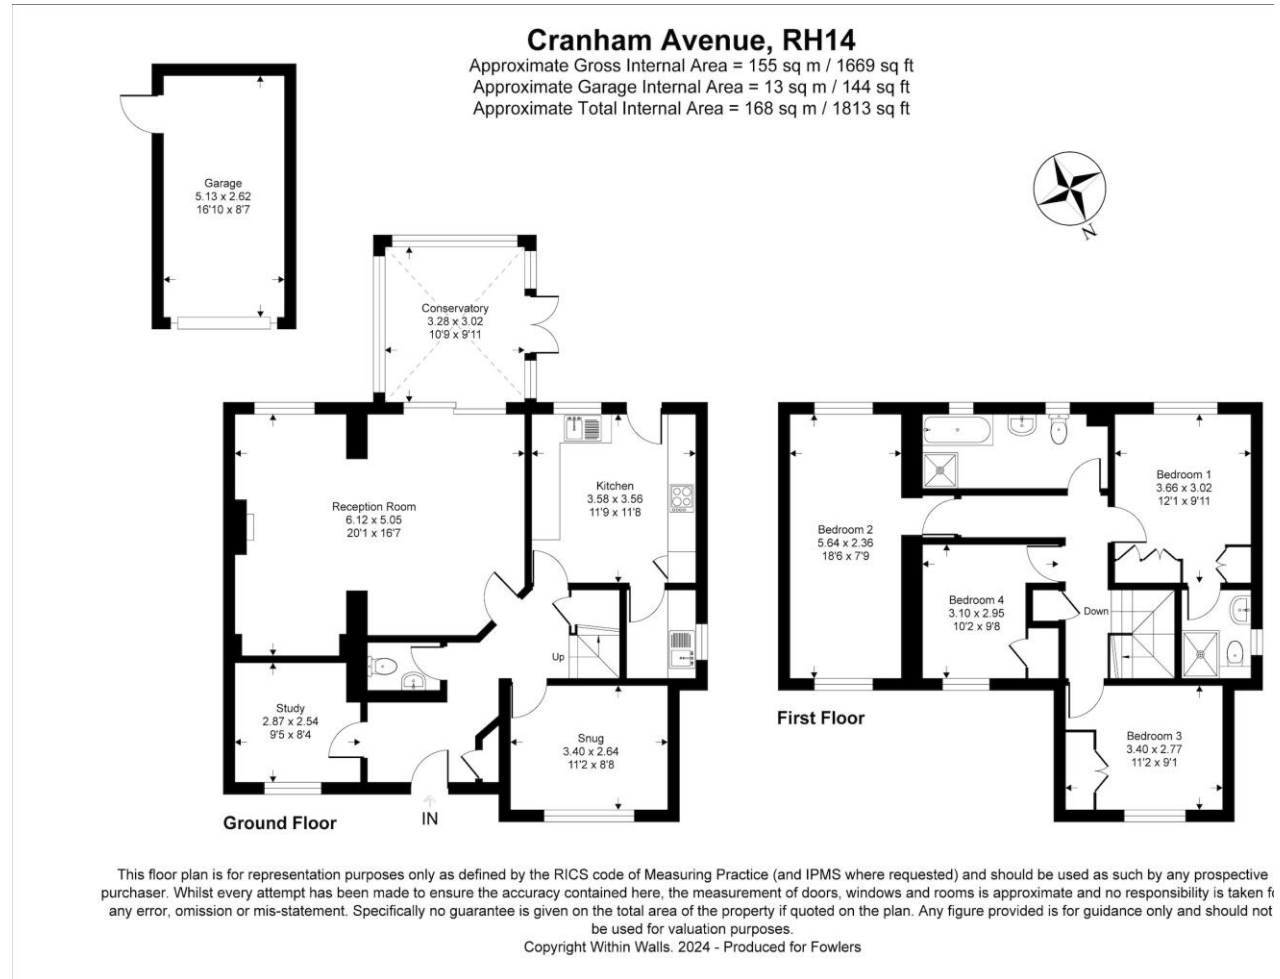 Cranham Avenue, RH14
Approximate Gross Internal Area = 155 sq m / 1669 sq ft
Approximate Garage Internal Area = 13 sq m / 144 sq ft
Approximate Total Internal Area = 168 sq m / 1813 sq ft
N
Garage
5.13 x 2.62
16'10 x 8'7
Conservatory
3.28 x 3.02
10'9 x 9'11
Reception Room
6.12 x 5.05
20'1 x 16'7
Kitchen
3.58 x 3.56
11'9 x 11'8
Up
Study
2.87 x 2.54
9'5 x 8'4
Snug
3.40 x 2.64
11'2 x 8'8
IN
Ground Floor
Bedroom 1
3.66 x 3.02
12'1 x 9'11
Bedroom 2
5.64 x 2.36
18'6 x 7'9
Bedroom 4
3.10 x 2.95
10'2 x 9'8
Down
Bedroom 3
3.40 x 2.77
11'2 x 9'1
First Floor
This floor plan is for representation purposes only as defined by the RICS code of Measuring Practice (and IPMS where requested) and should be used as such by any prospective
purchaser. Whilst every attempt has been made to ensure the accuracy contained here, the measurement of doors, windows and rooms is approximate and no responsibility is taken fo
any error, omission or mis-statement. Specifically no guarantee is given on the total area of the property if quoted on the plan. Any figure provided is for guidance only and should not
be used for valuation purposes.
Copyright Within Walls. 2024 - Produced for Fowlers